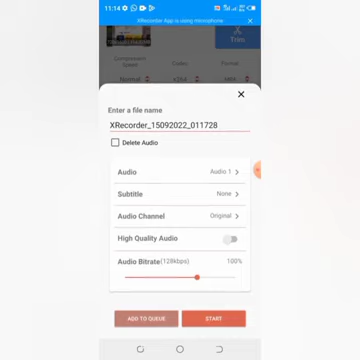 11:14
XRecorder App is using microphone
Trim
Compression Speed Codec Format
Normal x264 MP4
Enter a file name
XRecorder_15092022_011728
Delete Audio
Audio Audio 1
Subtitle None
Audio Channel Original
High Quality Audio
Audio Bitrate (128kbps) 100%
ADD TO QUEUE START